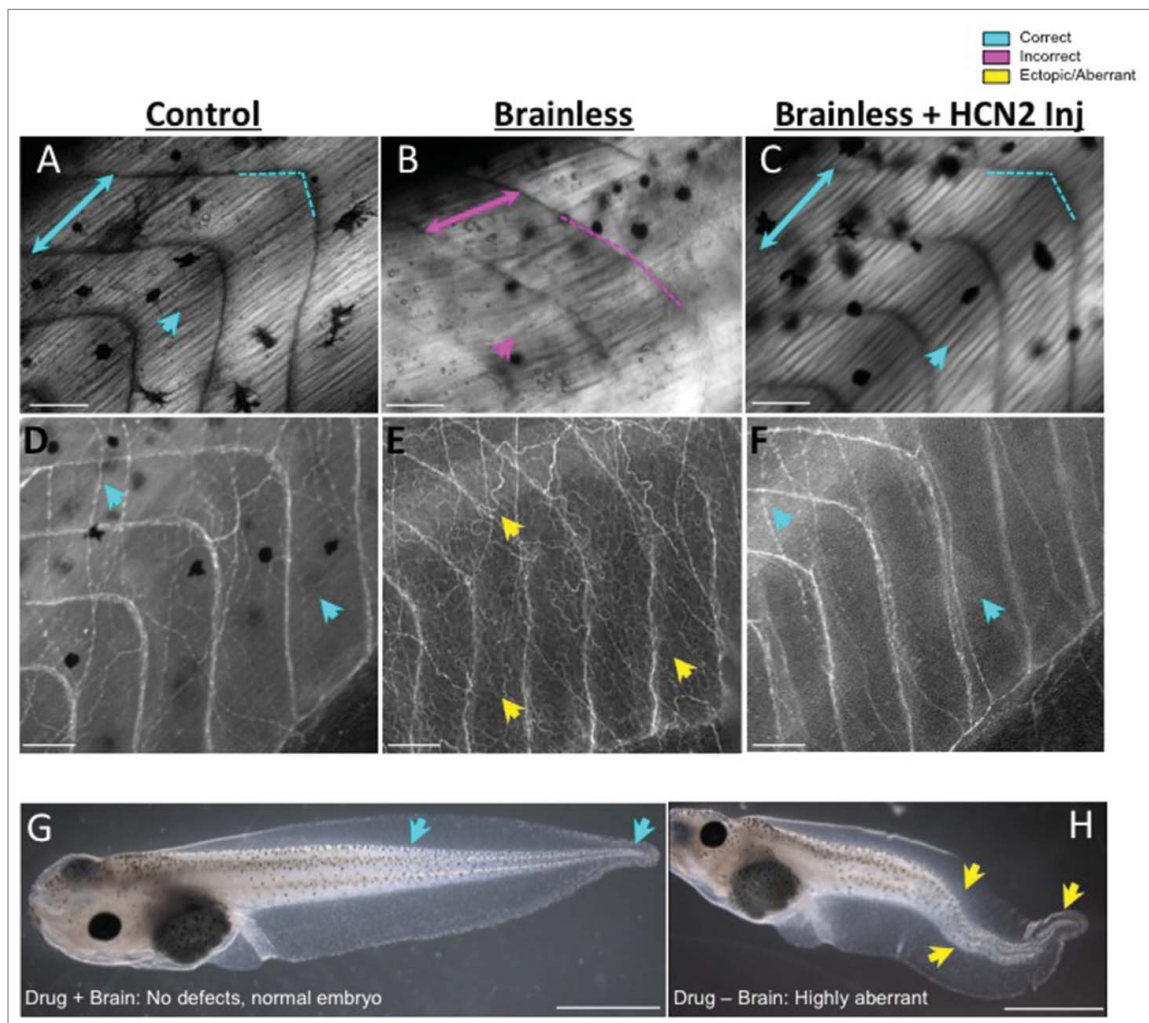 Correct
Incorrect
Ectopic/Aberrant
Control
Brainless
Brainless + HCN2 Inj
A
B
C
D
E
F
G
H
Drug + Brain: No defects, normal embryo
Drug – Brain: Highly aberrant